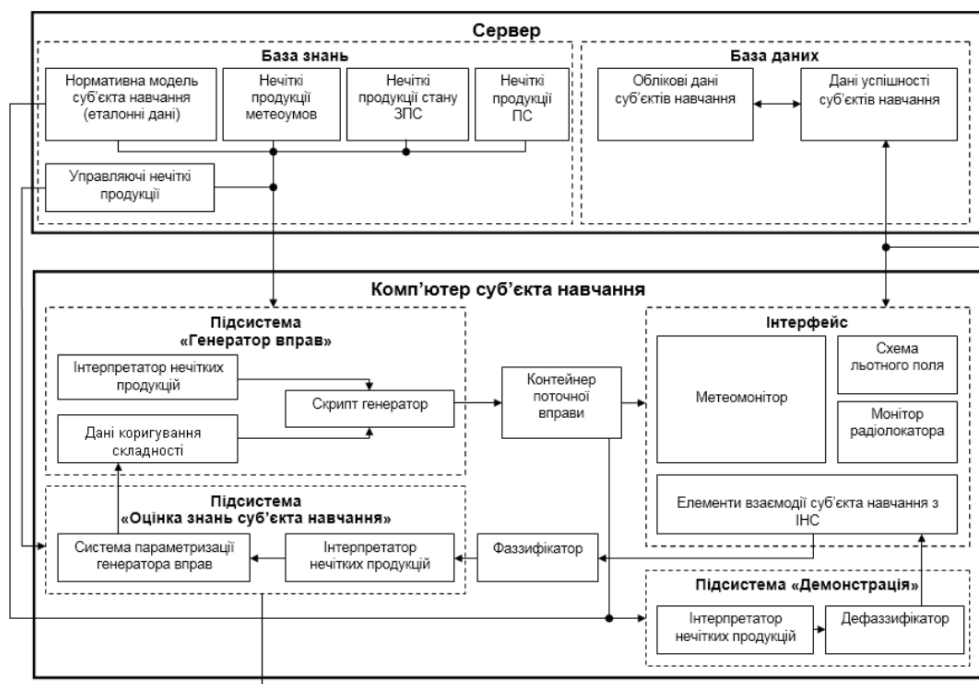 Сервер
База знань
Нормативна модель
суб'єкта навчання
(еталонні дані)
Нечіткі
продукції
метеоумов
Нечіткі
продукції стану
ЗПС
Нечіткі
продукції
ПС
Управляючі нечіткі
продукції
База даних
Облікові дані
суб'єктів навчання
Дані успішності
суб'єктів навчання
Комп'ютер суб'єкта навчання
Підсистема
«Генератор вправ»
Інтерпретатор нечітких
продукцій
Дані коригування
складності
Скрипт генератор
Контейнер
поточної
вправи
Інтерфейс
Метеомонітор
Схема
льотного поля
Монітор
радіолокатора
Елементи взаємодії суб'єкта навчання з
ІНС
Підсистема
«Оцінка знань суб'єкта навчання»
Система параметризації
генератора вправ
Інтерпретатор
нечітких продукцій
Фаззифікатор
Підсистема «Демонстрація»
Інтерпретатор
нечітких продукцій
Дефаззифікатор